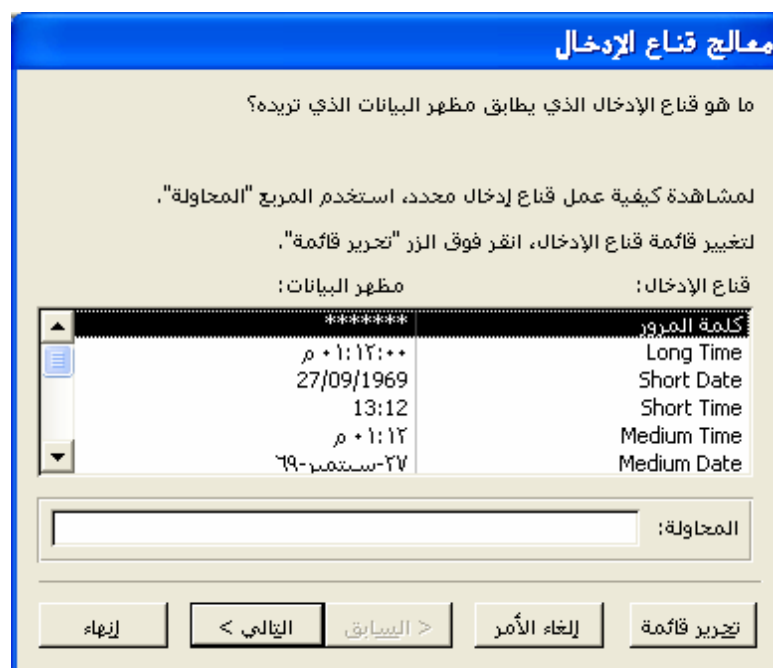 معالج قناع الإدخال
ما هو قناع الإدخال الذي يطابق مظهر البيانات الذي تريده؟
لمشاهدة كيفية عمل قناع إدخال محدد، استخدم المربع "المحاولة".
لتغيير قائمة قناع الإدخال، انقر فوق الزر "تحرير قائمة".
قناع الإدخال: مظهر البيانات:
كلمة المرور *******
Long Time ٠١:١٢:٠٠ م
Short Date 27/09/1969
Short Time 13:12
Medium Time ٠١:١٢ م
Medium Date ٢٧-سبتمبر-٦٩
المحاولة:
تحرير قائمة إلغاء الأمر < السابق التالي > إنهاء